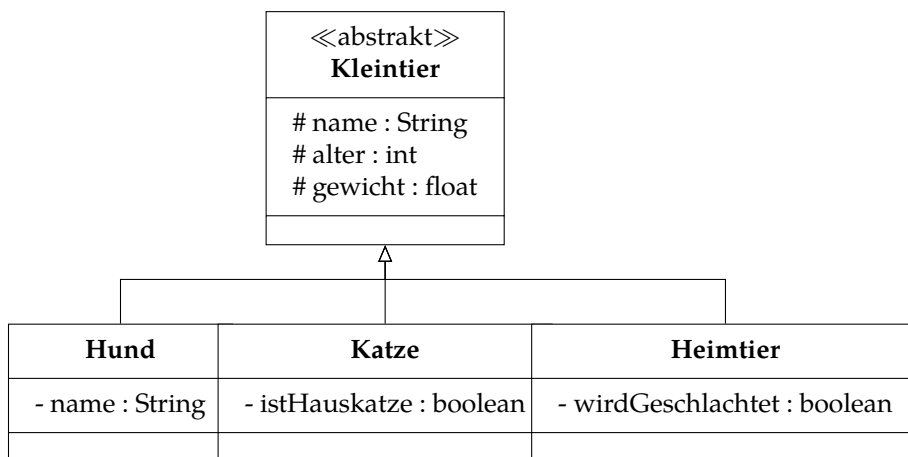 ≪abstrakt≫
Kleintier
# name : String
# alter : int
# gewicht : float
Hund
Katze
Heimtier
- name : String
- istHauskatze : boolean
- wirdGeschlachtet : boolean